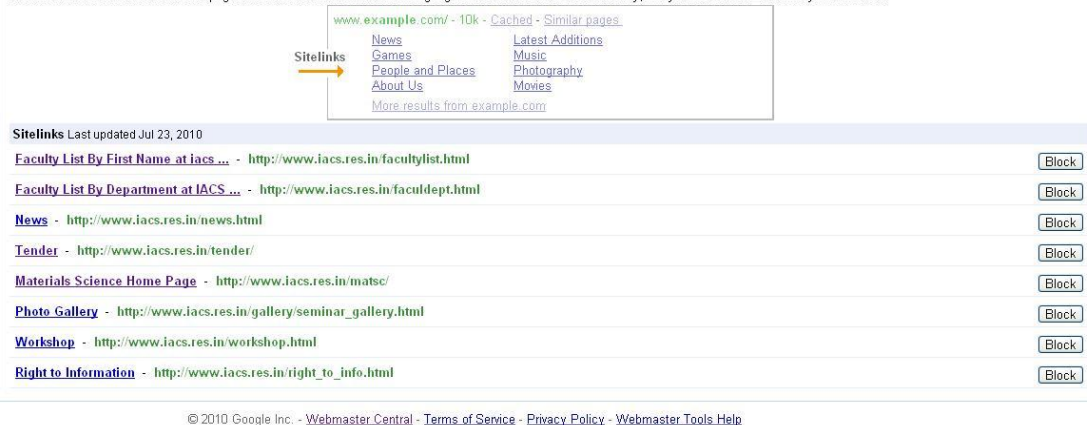 www.example.com/ - 10k - Cached - Similar pages
News Latest Additions
Sitelinks Games Music
People and Places Photography
About Us Movies
More results from example.com
Sitelinks Last updated Jul 23, 2010
Faculty List By First Name at iacs ... - http://www.iacs.res.in/facultylist.html Block
Faculty List By Department at IACS ... - http://www.iacs.res.in/faculdept.html Block
News - http://www.iacs.res.in/news.html Block
Tender - http://www.iacs.res.in/tender/ Block
Materials Science Home Page - http://www.iacs.res.in/matsc/ Block
Photo Gallery - http://www.iacs.res.in/gallery/seminar_gallery.html Block
Workshop - http://www.iacs.res.in/workshop.html Block
Right to Information - http://www.iacs.res.in/right_to_info.html Block
© 2010 Google Inc. - Webmaster Central - Terms of Service - Privacy Policy - Webmaster Tools Help